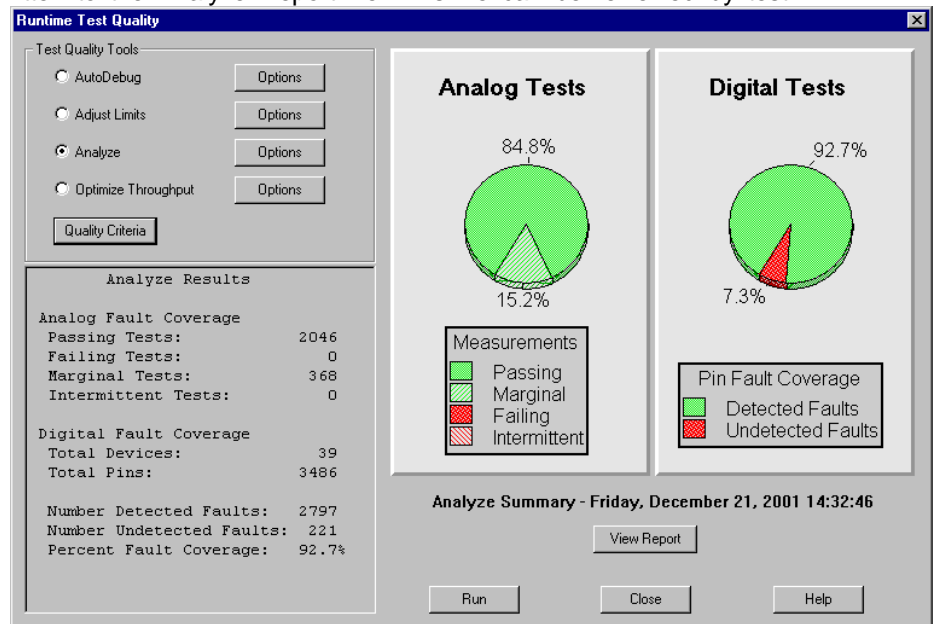 Runtime Test Quality
Test Quality Tools
AutoDebug Options
Adjust Limits Options
Analyze Options
Optimize Throughput Options
Quality Criteria
Analyze Results
Analog Fault Coverage
Passing Tests: 2046
Failing Tests: 0
Marginal Tests: 368
Intermittent Tests: 0
Digital Fault Coverage
Total Devices: 39
Total Pins: 3486
Number Detected Faults: 2797
Number Undetected Faults: 221
Percent Fault Coverage: 92.7%
Analog Tests
84.8%
15.2%
Measurements
Passing
Marginal
Failing
Intermittent
Digital Tests
92.7%
7.3%
Pin Fault Coverage
Detected Faults
Undetected Faults
Analyze Summary - Friday, December 21, 2001 14:32:46
View Report
Run Close Help